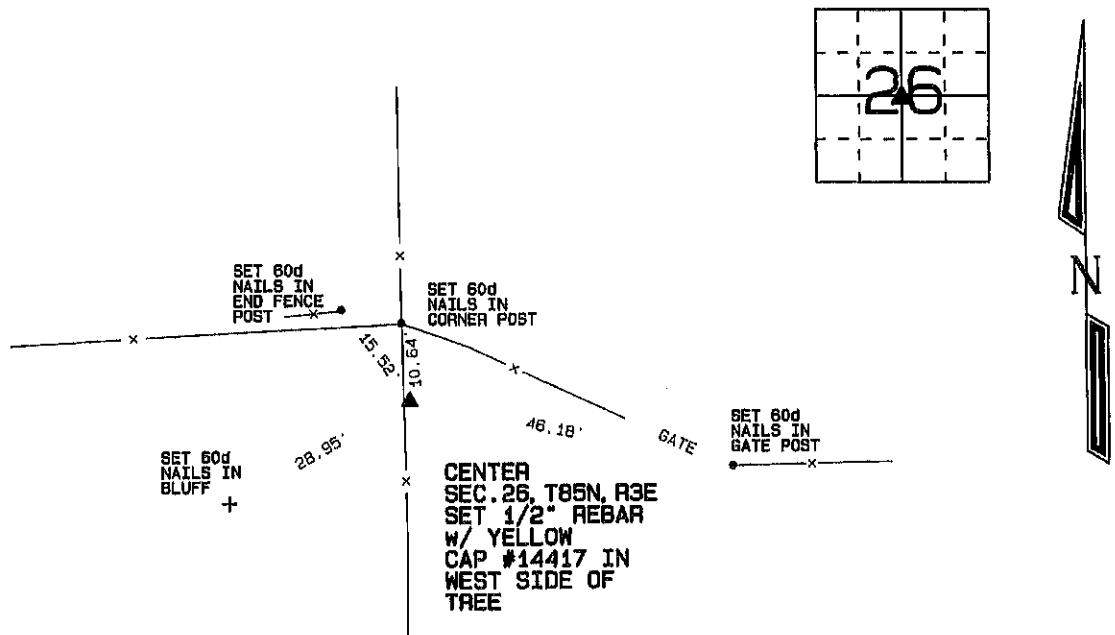 26
N
SET 60d
NAILS IN
END FENCE
POST
SET 60d
NAILS IN
CORNER POST
15.52'
10.64'
46.18'
GATE
SET 60d
NAILS IN
GATE POST
28.95'
SET 60d
NAILS IN
BLUFF
CENTER
SEC.26, T85N, R3E
SET 1/2" REBAR
W/ YELLOW
CAP #14417 IN
WEST SIDE OF
TREE